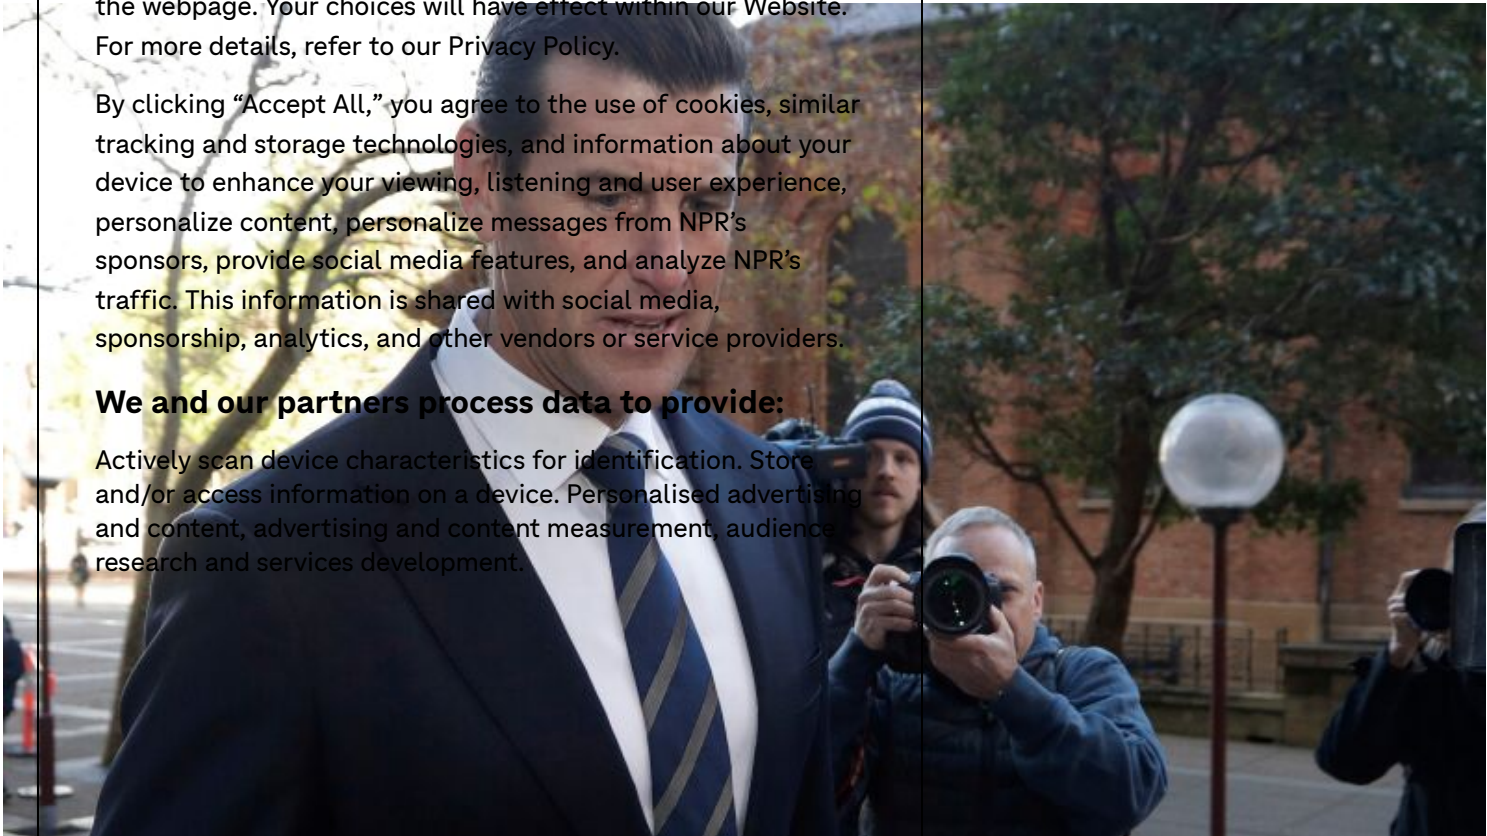 the webpage. Your choices will have effect within our Website.
For more details, refer to our Privacy Policy.
By clicking “Accept All,” you agree to the use of cookies, similar
tracking and storage technologies, and information about your
device to enhance your viewing, listening and user experience,
personalize content, personalize messages from NPR’s
sponsors, provide social media features, and analyze NPR’s
traffic. This information is shared with social media,
sponsorship, analytics, and other vendors or service providers.
We and our partners process data to provide:
Actively scan device characteristics for identification. Store
and/or access information on a device. Personalised advertising
and content, advertising and content measurement, audience
research and services development.